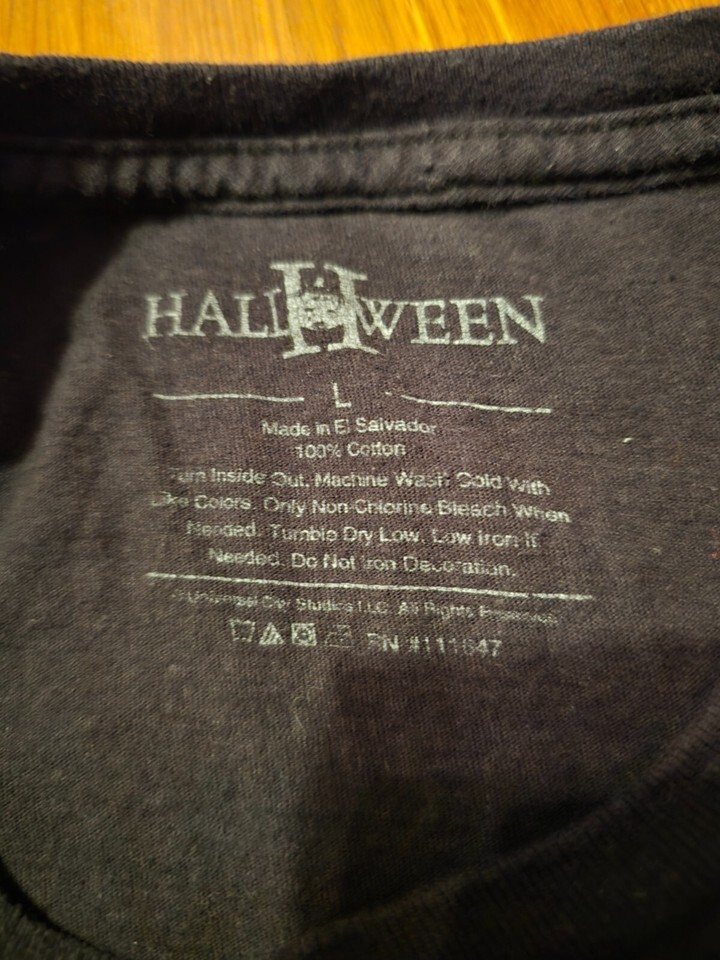 HALLOWEEN
L
Made in El Salvador
100% Cotton
Turn Inside Out. Machine Wash Cold With
Like Colors. Only Non-Chlorine Bleach When
Needed. Tumble Dry Low. Low Iron If
Needed. Do Not Iron Decoration.
© Universal City Studios LLC. All Rights Reserved.
RN #111647